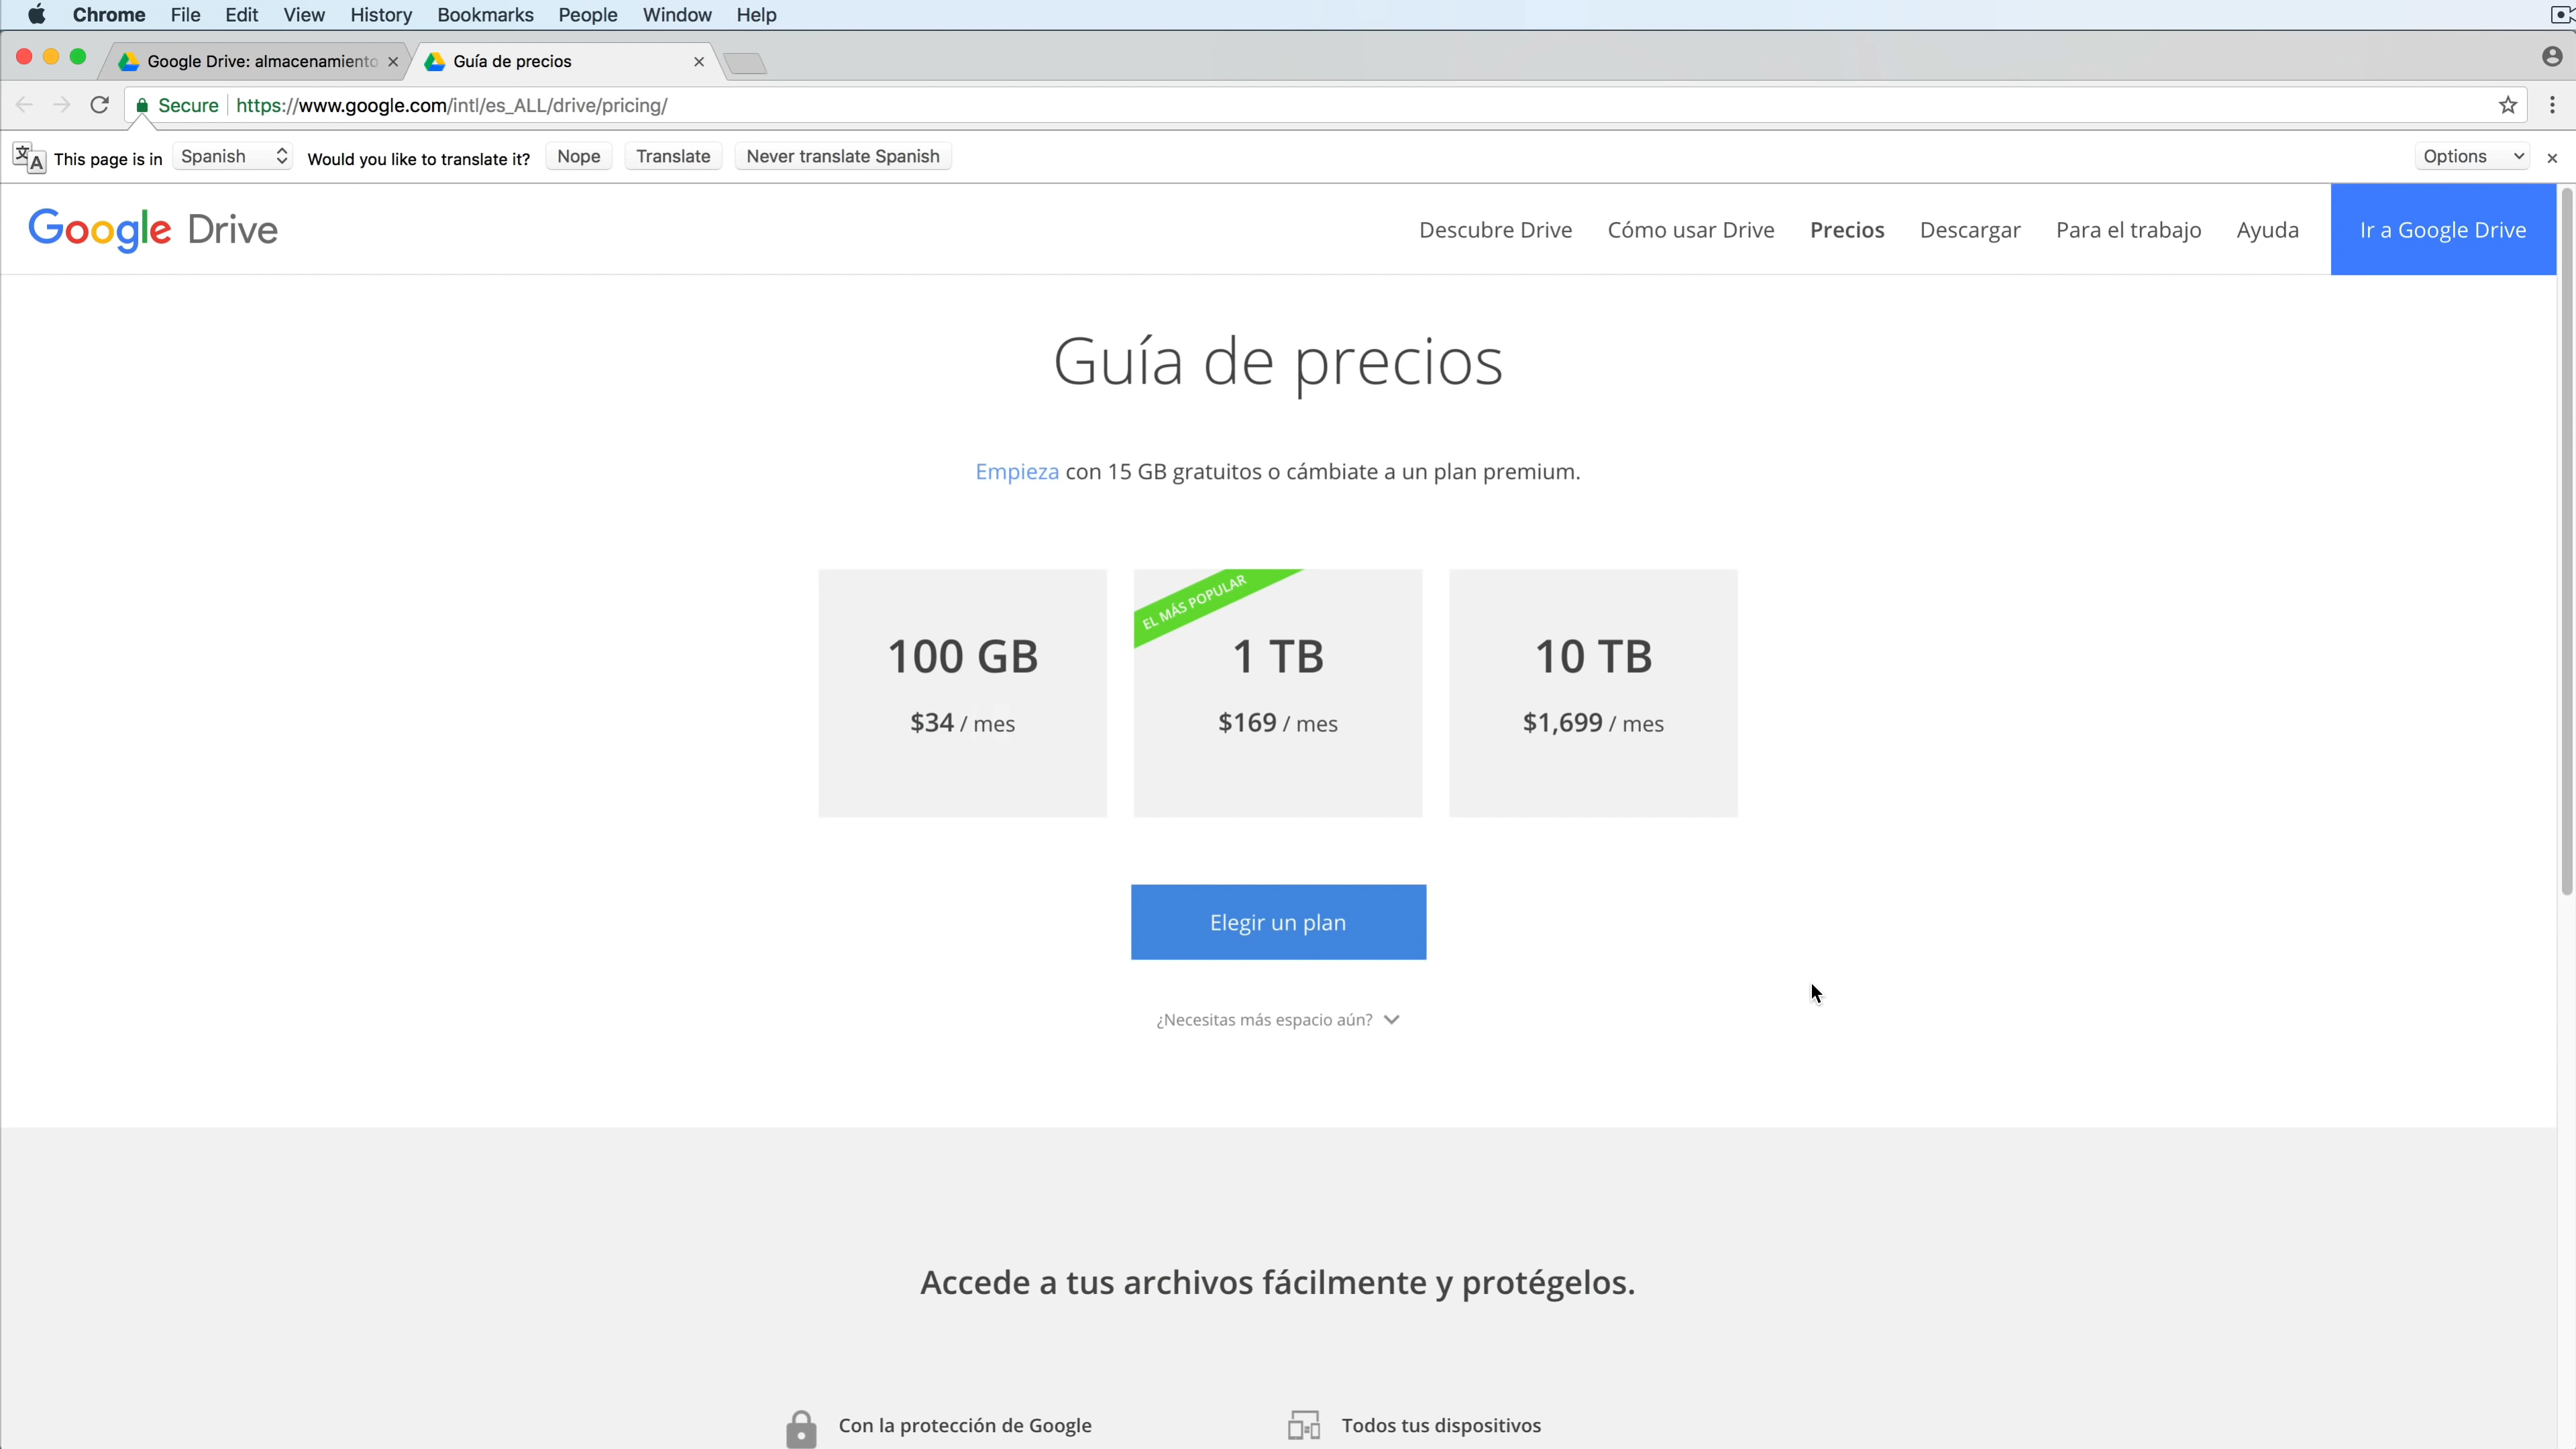 Chrome File Edit View History Bookmarks People Window Help
Google Drive: almacenamiento
Guía de precios
Secure https://www.google.com/intl/es_ALL/drive/pricing/
This page is in Spanish Would you like to translate it? Nope Translate Never translate Spanish Options
Google Drive
Descubre Drive Cómo usar Drive Precios Descargar Para el trabajo Ayuda Ir a Google Drive
Guía de precios
Empieza con 15 GB gratuitos o cámbiate a un plan premium.
100 GB
$34 / mes
EL MÁS POPULAR
1 TB
$169 / mes
10 TB
$1,699 / mes
Elegir un plan
¿Necesitas más espacio aún?
Accede a tus archivos fácilmente y protégelos.
Con la protección de Google
Todos tus dispositivos